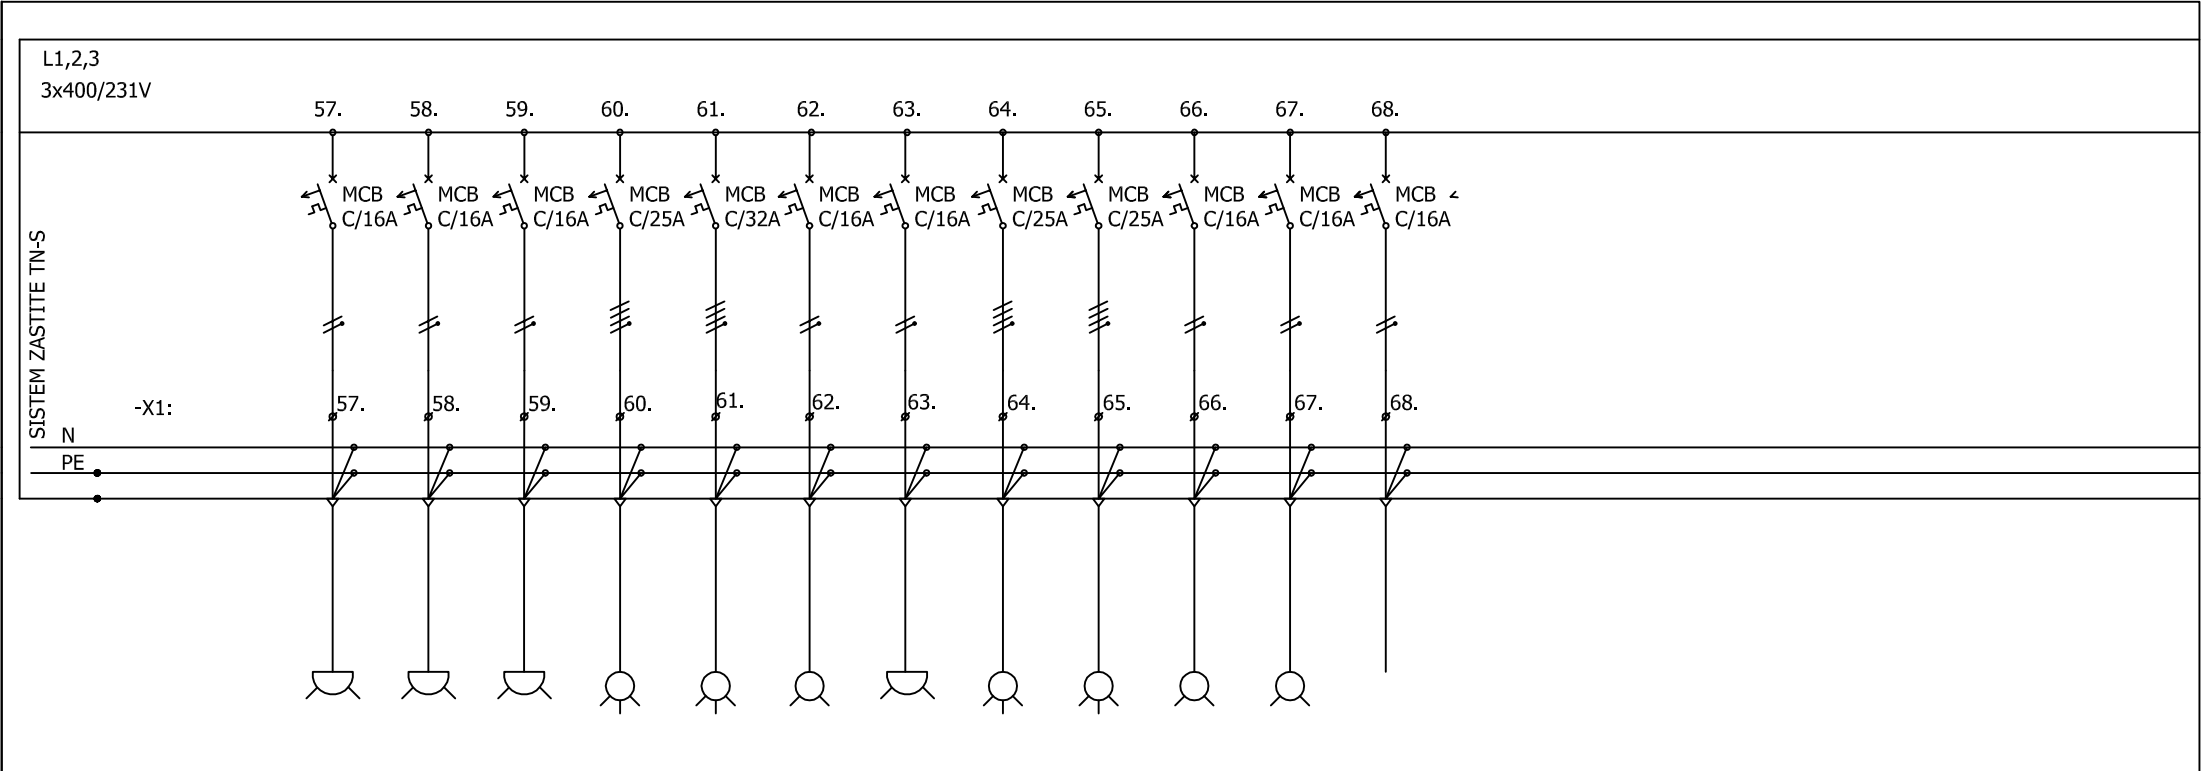 L1,2,3
3x400/231V
57. 58. 59. 60. 61. 62. 63. 64. 65. 66. 67. 68.
MCB MCB MCB MCB MCB MCB MCB MCB MCB MCB MCB MCB
C/16A C/16A C/16A C/25A C/32A C/16A C/16A C/25A C/25A C/16A C/16A C/16A
SISTEM ZASTITE TN-S
-X1: 57. 58. 59. 60. 61. 62. 63. 64. 65. 66. 67. 68.
N
PE